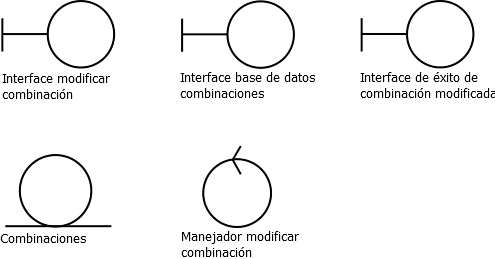 Interface modificar
combinación
Interface base de datos
combinaciones
Interface de éxito de
combinación modificada
Combinaciones
Manejador modificar
combinación